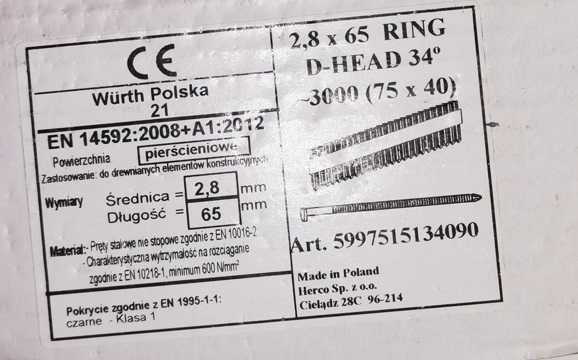 CE
Würth Polska
21
EN 14592:2008+A1:2012
Powierzchnia pierścieniowe
Zastosowanie: do drewnianych elementów konstrukcyjnych
Wymiary Średnica = 2,8 mm
Długość = 65 mm
Materiał: - Pręty stalowe nie stopowe zgodnie z EN 10016-2
- Charakterystyczna wytrzymałość na rozciąganie
zgodnie z EN 10218-1, minimum 600 N/mm²
Pokrycie zgodne z EN 1995-1-1:
czarne - Klasa 1
2,8 x 65 RING
D-HEAD 34º
~3000 (75 x 40)
Art. 5997515134090
Made in Poland
Herco Sp. z o.o.
Cielądz 28C 96-214